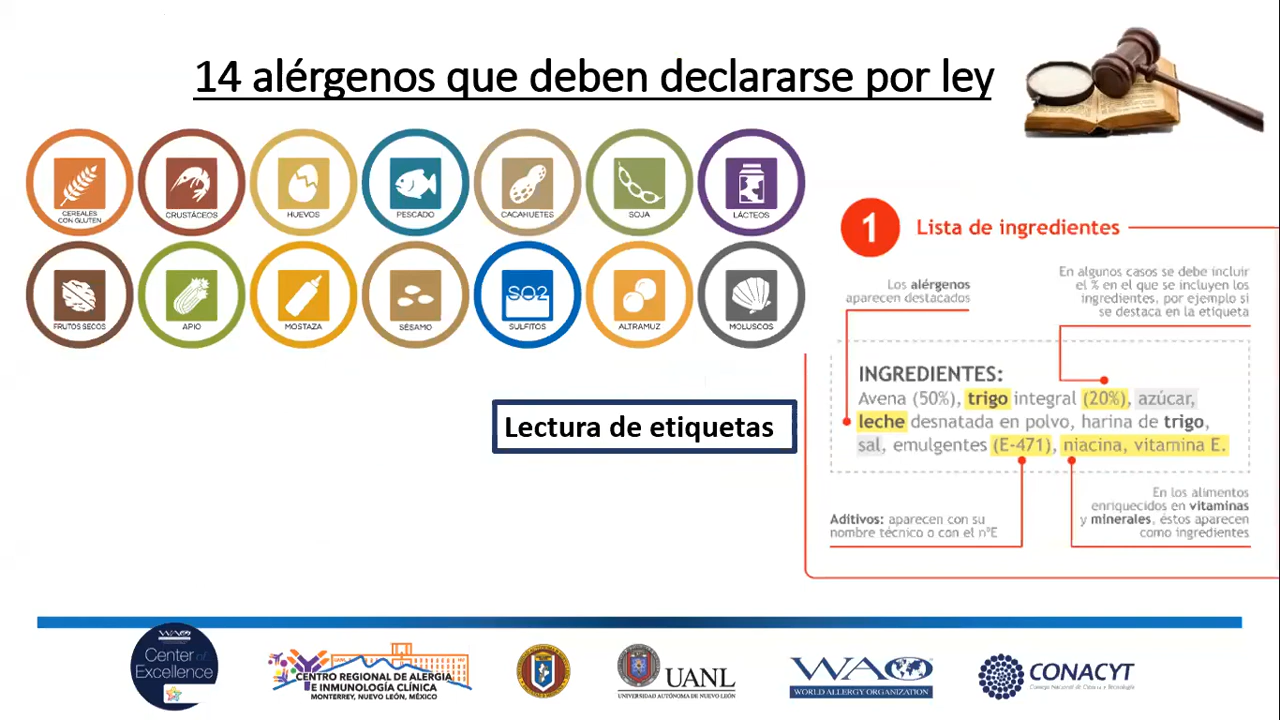 14 alérgenos que deben declararse por ley
CEREALES
CON GLUTEN
CRUSTÁCEOS
HUEVOS
PESCADO
CACAHUETES
SOJA
LÁCTEOS
FRUTOS SECOS
APIO
MOSTAZA
SÉSAMO
SO2
SULFITOS
ALTRAMUZ
MOLUSCOS
Lectura de etiquetas
1
Lista de ingredientes
Los alérgenos
aparecen destacados
En algunos casos se debe incluir
el % en el que se incluyen los
ingredientes, por ejemplo si
se destaca en la etiqueta
INGREDIENTES:
Avena (50%), trigo integral (20%), azúcar,
leche desnatada en polvo, harina de trigo,
sal, emulgentes (E-471), niacina, vitamina E.
Aditivos: aparecen con su
nombre técnico o con el nºE
En los alimentos
enriquecidos en vitaminas
y minerales, éstos aparecen
como ingredientes
WAO
Center of
Excellence
CENTRO REGIONAL DE ALERGIA
E INMUNOLOGÍA CLÍNICA
MONTERREY, NUEVO LEÓN, MÉXICO
UANL
UNIVERSIDAD AUTÓNOMA DE NUEVO LEÓN
WAO
WORLD ALLERGY ORGANIZATION
CONACYT
Consejo Nacional de Ciencia y Tecnología